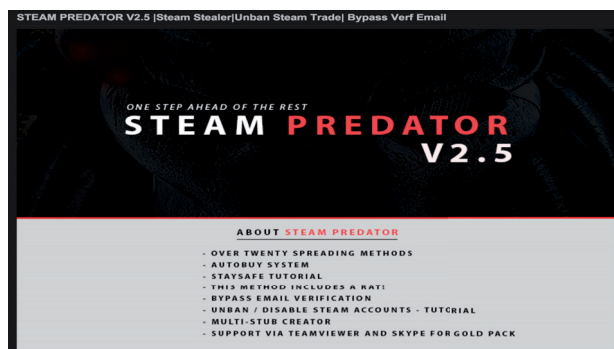 STEAM PREDATOR V2.5 |Steam Stealer|Unban Steam Trade| Bypass Verf Email
ONE STEP AHEAD OF THE REST
STEAM PREDATOR
V2.5
ABOUT STEAM PREDATOR
- OVER TWENTY SPREADING METHODS
- AUTOBUY SYSTEM
- STAYSAFE TUTORIAL
- THIS METHOD INCLUDES A RAT!
- BYPASS EMAIL VERIFICATION
- UNBAN / DISABLE STEAM ACCOUNTS - TUTORIAL
- MULTI-STUB CREATOR
- SUPPORT VIA TEAMVIEWER AND SKYPE FOR GOLD PACK